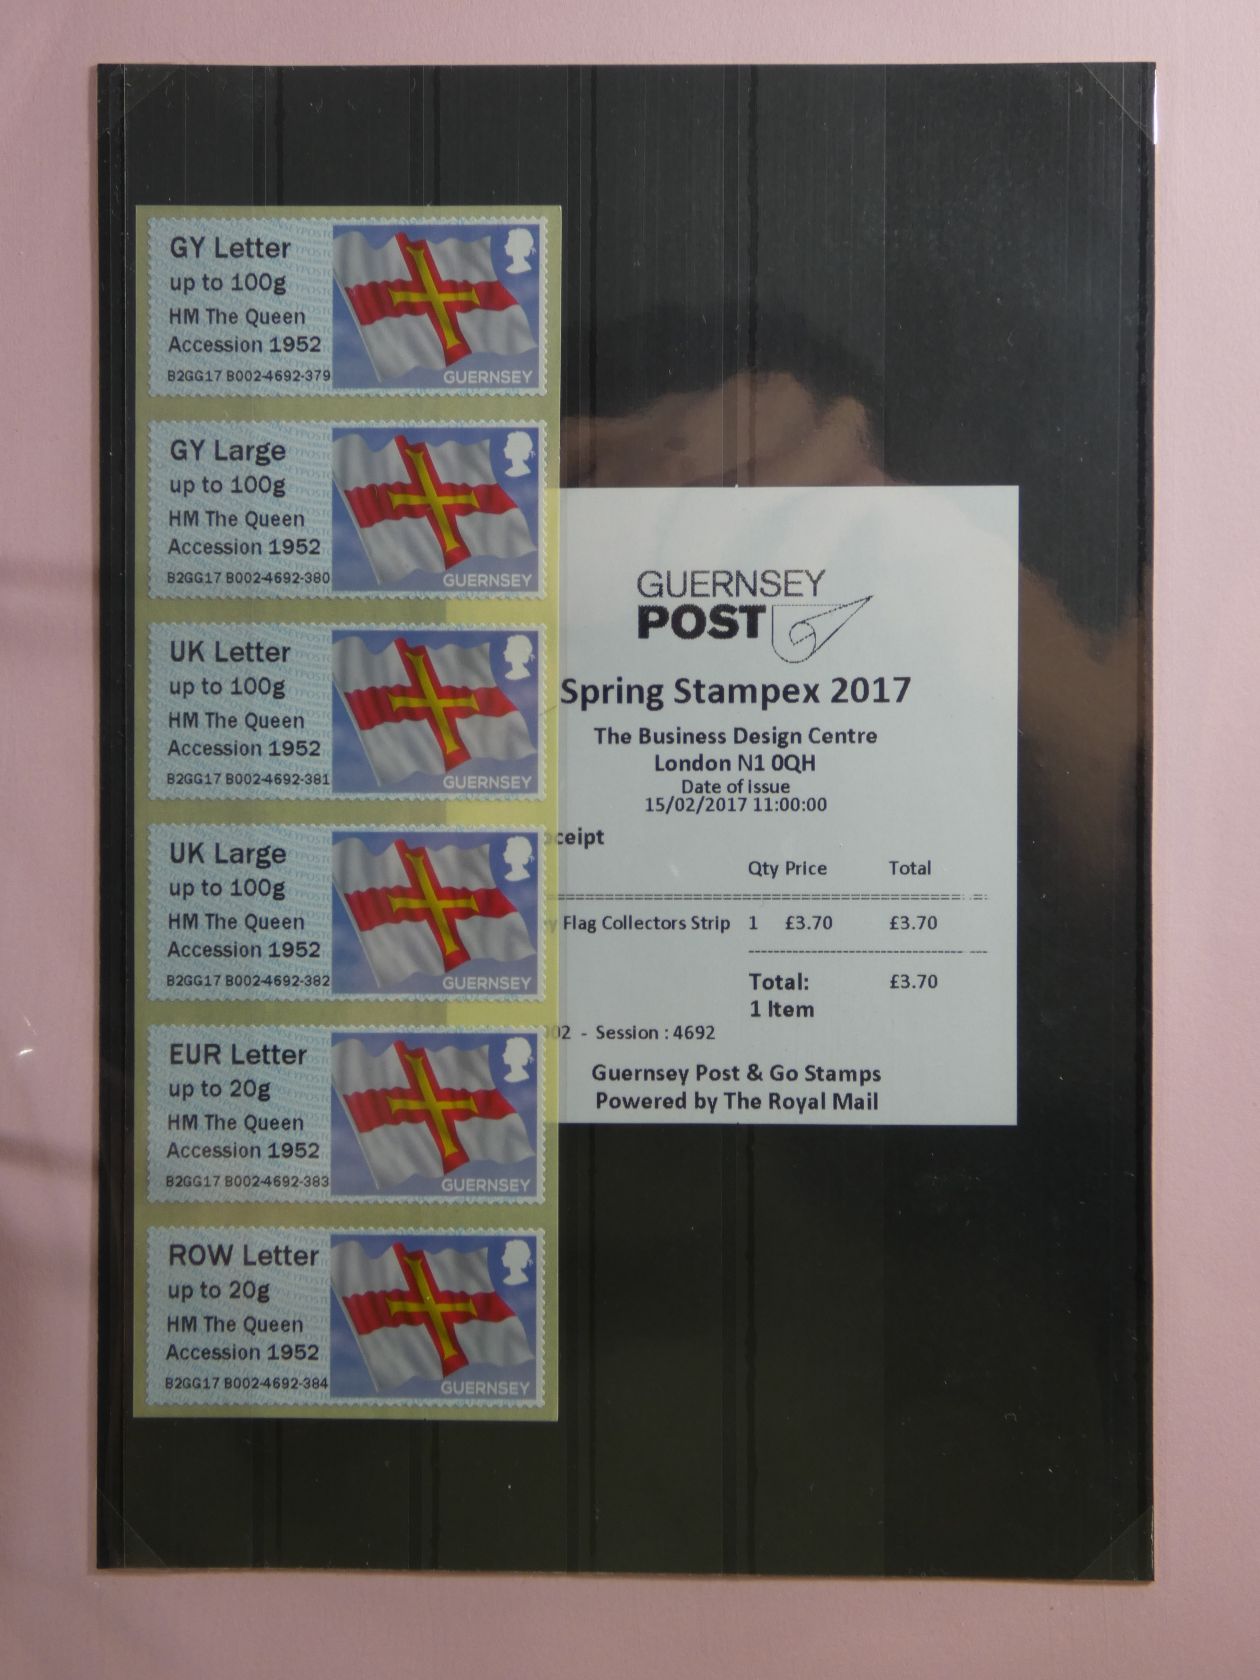 GY Letter
up to 100g
HM The Queen
Accession 1952
B2GG17 B002-4692-379
GUERNSEY
GY Large
up to 100g
HM The Queen
Accession 1952
B2GG17 B002-4692-380
GUERNSEY
UK Letter
up to 100g
HM The Queen
Accession 1952
B2GG17 B002-4692-381
GUERNSEY
UK Large
up to 100g
HM The Queen
Accession 1952
B2GG17 B002-4692-382
GUERNSEY
EUR Letter
up to 20g
HM The Queen
Accession 1952
B2GG17 B002-4692-383
GUERNSEY
ROW Letter
up to 20g
HM The Queen
Accession 1952
B2GG17 B002-4692-384
GUERNSEY
GUERNSEY
POST
Spring Stampex 2017
The Business Design Centre
London N1 0QH
Date of Issue
15/02/2017 11:00:00
ceipt
Qty Price Total
y Flag Collectors Strip 1 £3.70 £3.70
Total: £3.70
1 Item
02 - Session : 4692
Guernsey Post & Go Stamps
Powered by The Royal Mail